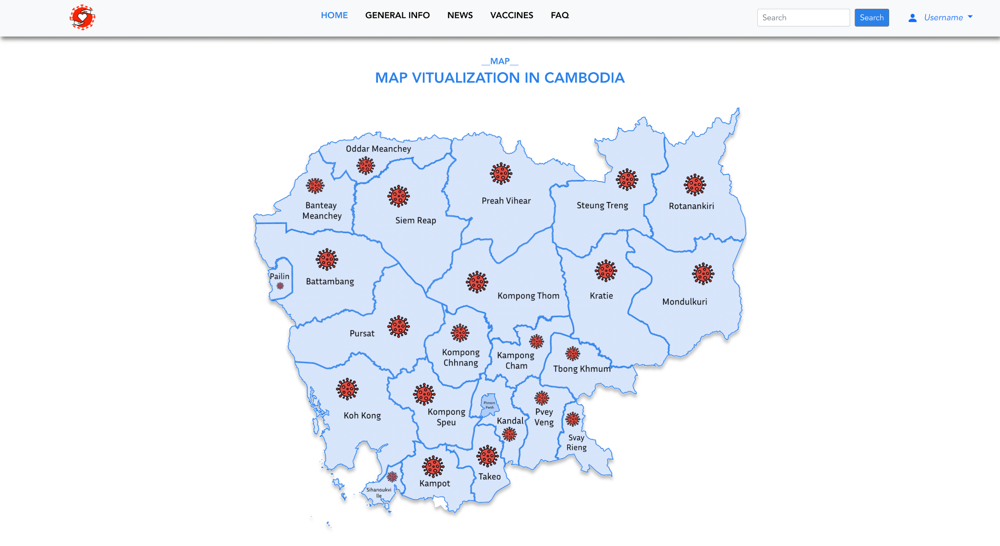 HOME GENERAL INFO NEWS VACCINES FAQ Search Search Username
__MAP__
MAP VITUALIZATION IN CAMBODIA
Oddar Meanchey
Banteay
Meanchey
Siem Reap
Preah Vihear
Steung Treng
Rotanankiri
Pailin
Battambang
Kompong Thom
Kratie
Mondulkuri
Pursat
Kompong
Chhnang
Kampong
Cham
Tbong Khmum
Koh Kong
Kompong
Speu
Phnom
Penh
Kandal
Pvey
Veng
Svay
Rieng
Takeo
Kampot
Sihanoukvi
lle